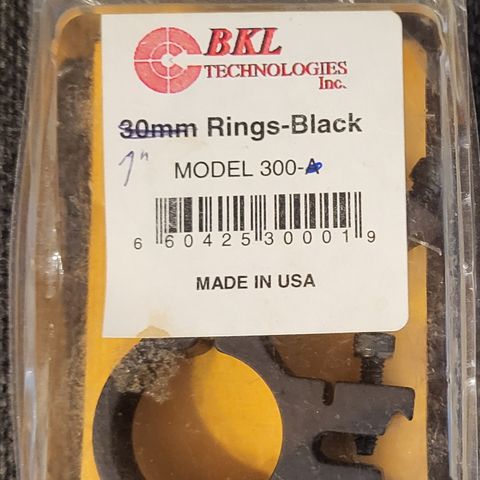 BKL
TECHNOLOGIES
Inc.
30mm Rings-Black
1"
MODEL 300-A
6 60425 30001 9
MADE IN USA